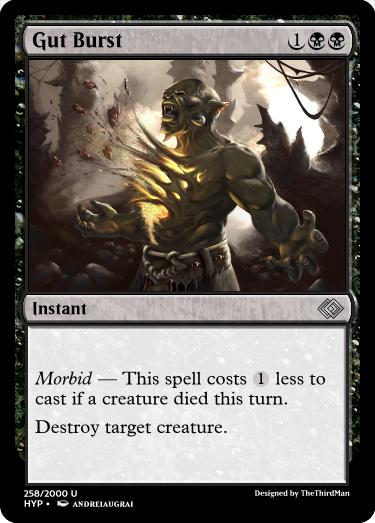 Gut Burst 1
Instant
Morbid — This spell costs 1 less to
cast if a creature died this turn.
Destroy target creature.
258/2000 U
HYP • ANDREIAUGRAI
Designed by TheThirdMan